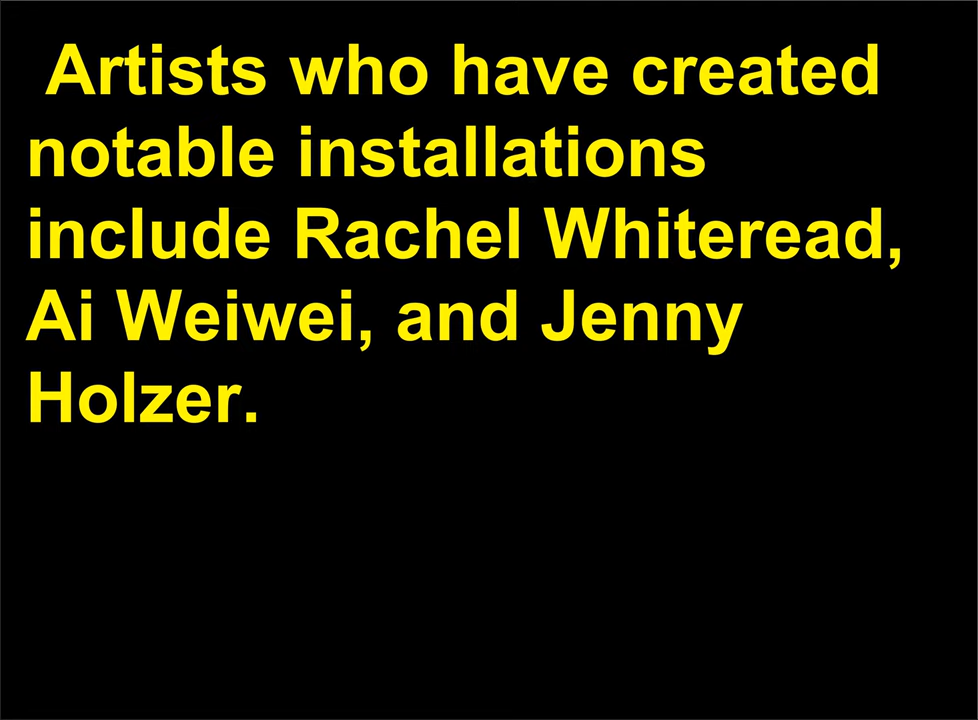 Artists who have created
notable installations
include Rachel Whiteread,
Ai Weiwei, and Jenny
Holzer.